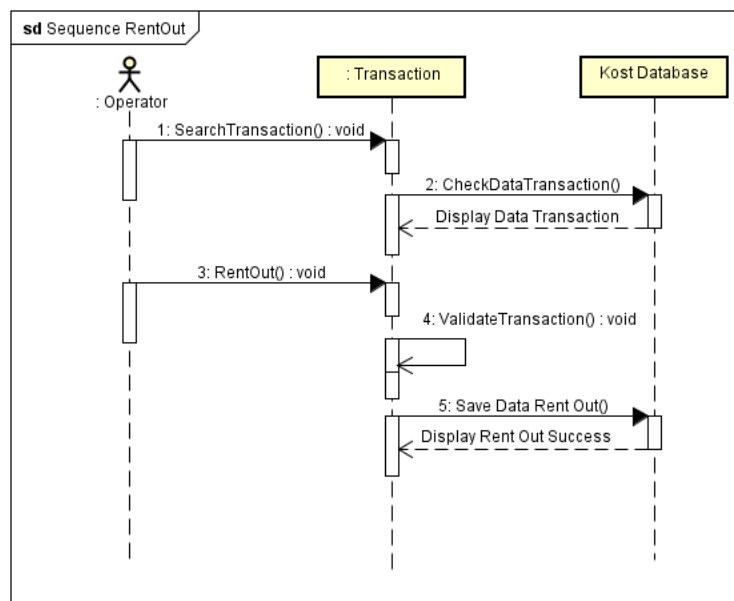 sd Sequence RentOut
: Operator
: Transaction
Kost Database
1: SearchTransaction() : void
2: CheckDataTransaction()
Display Data Transaction
3: RentOut() : void
4: ValidateTransaction() : void
5: Save Data Rent Out()
Display Rent Out Success